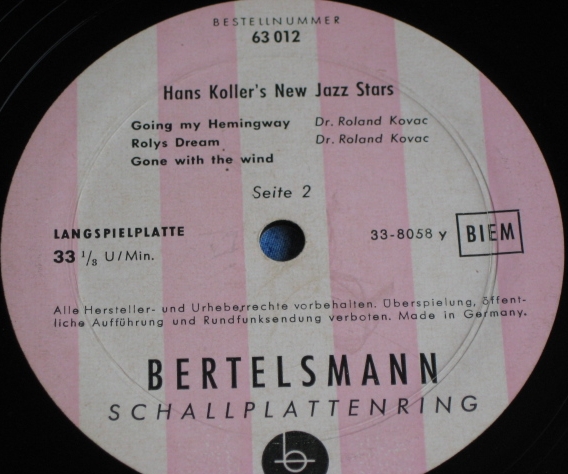 BESTELLNUMMER
63 012
Hans Koller's New Jazz Stars
Going my Hemingway Dr. Roland Kovac
Rolys Dream Dr. Roland Kovac
Gone with the wind
Seite 2
LANGSPIELPLATTE
33 1/3 U/Min.
33-8058 y BIEM
Alle Hersteller- und Urheberrechte vorbehalten. Überspielung, öffent-
liche Aufführung und Rundfunksendung verboten. Made in Germany.
BERTELSMANN
SCHALLPLATTENRING